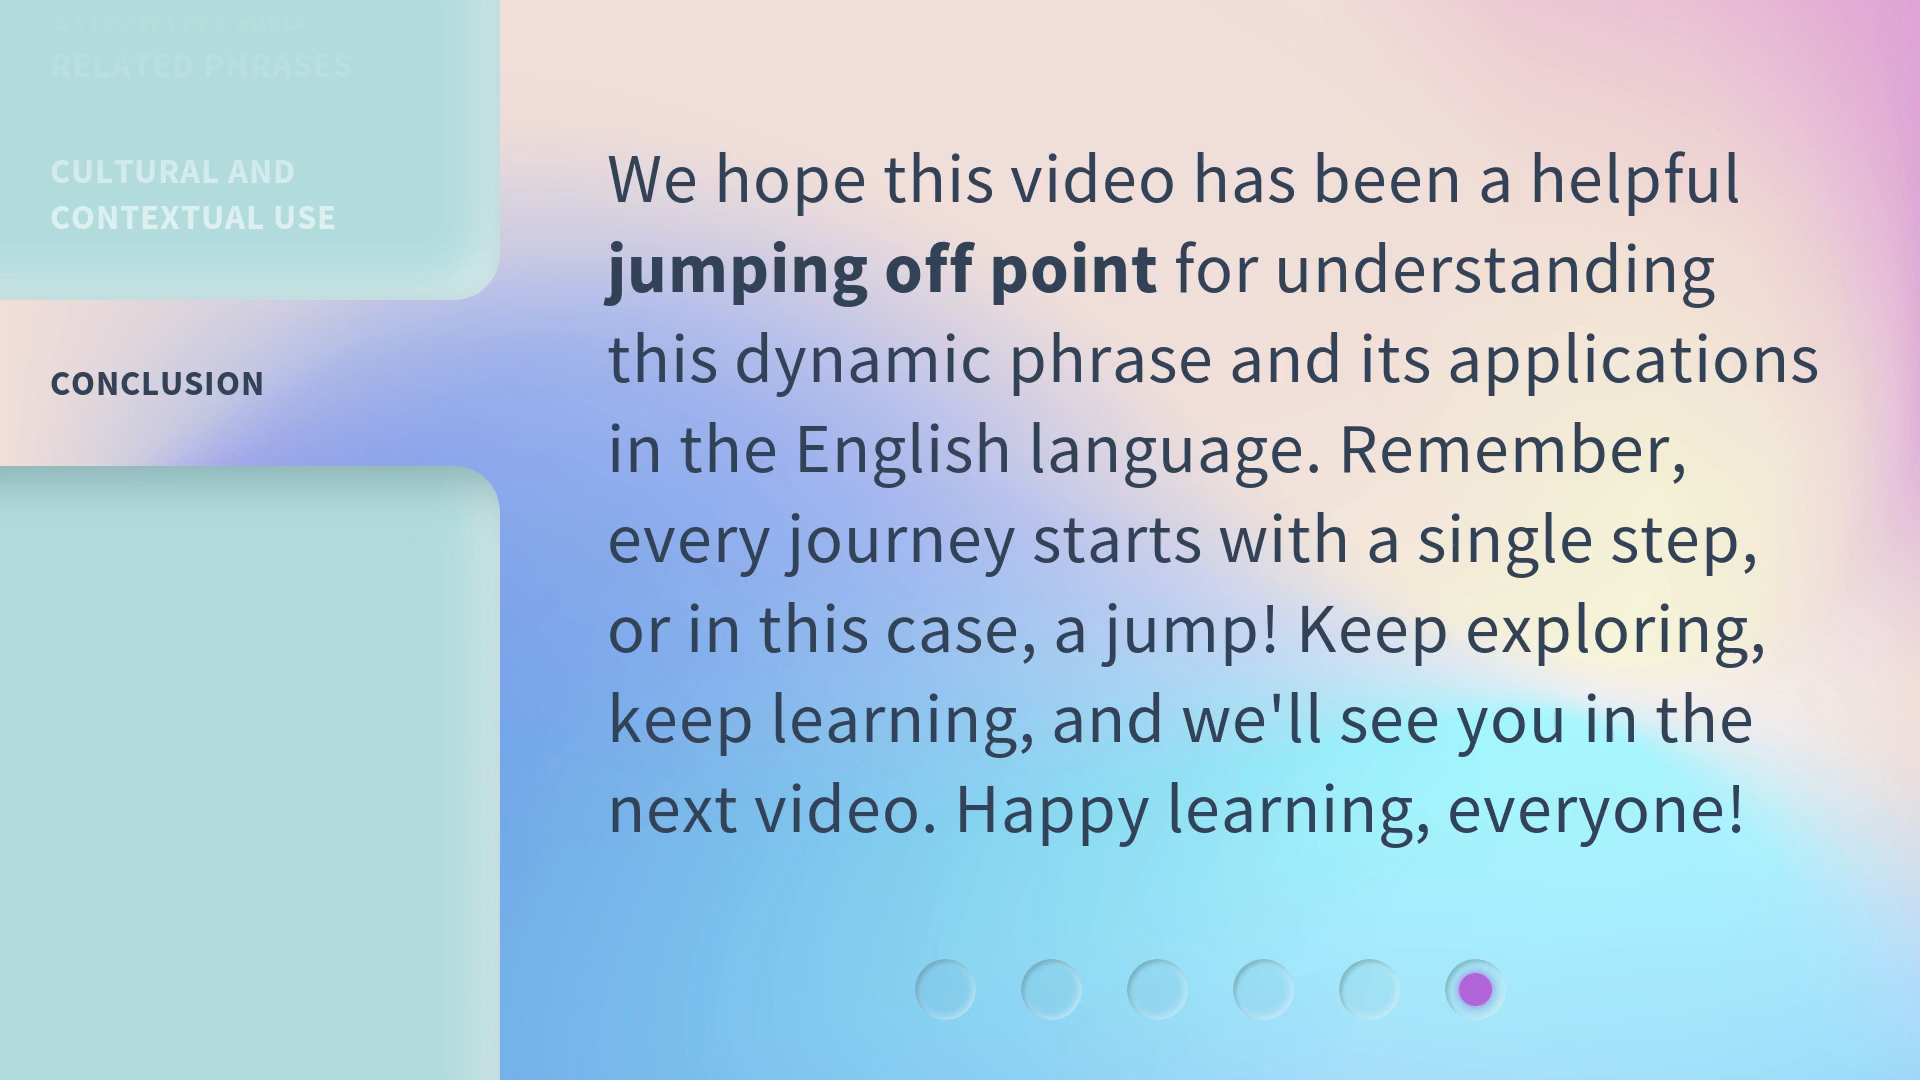 RELATED PHRASES
CULTURAL AND
CONTEXTUAL USE
CONCLUSION
We hope this video has been a helpful
jumping off point for understanding
this dynamic phrase and its applications
in the English language. Remember,
every journey starts with a single step,
or in this case, a jump! Keep exploring,
keep learning, and we'll see you in the
next video. Happy learning, everyone!